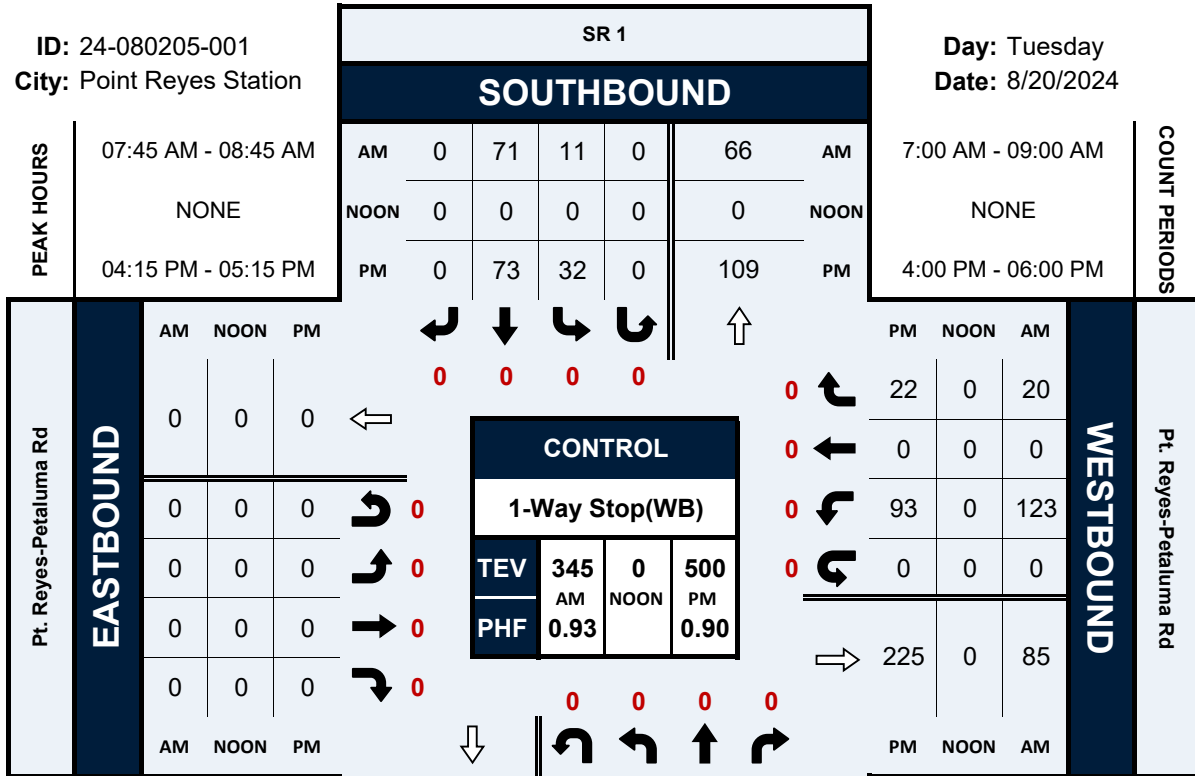 ID: 24-080205-001
City: Point Reyes Station
SR 1
SOUTHBOUND
Day: Tuesday
Date: 8/20/2024
PEAK HOURS
07:45 AM - 08:45 AM
NONE
04:15 PM - 05:15 PM
AM 0 71 11 0 66 AM
NOON 0 0 0 0 0 NOON
PM 0 73 32 0 109 PM
7:00 AM - 09:00 AM
NONE
4:00 PM - 06:00 PM
COUNT PERIODS
0 0 0 0
Pt. Reyes-Petaluma Rd
EASTBOUND
AM NOON PM
0 0 0
0 0 0 0
0 0 0 0
0 0 0 0
0 0 0 0
AM NOON PM
CONTROL
1-Way Stop(WB)
TEV 345 0 500
AM NOON PM
PHF 0.93 0.90
PM NOON AM
0 22 0 20
0 0 0 0
0 93 0 123
0 0 0 0
225 0 85
PM NOON AM
WESTBOUND
Pt. Reyes-Petaluma Rd
0 0 0 0